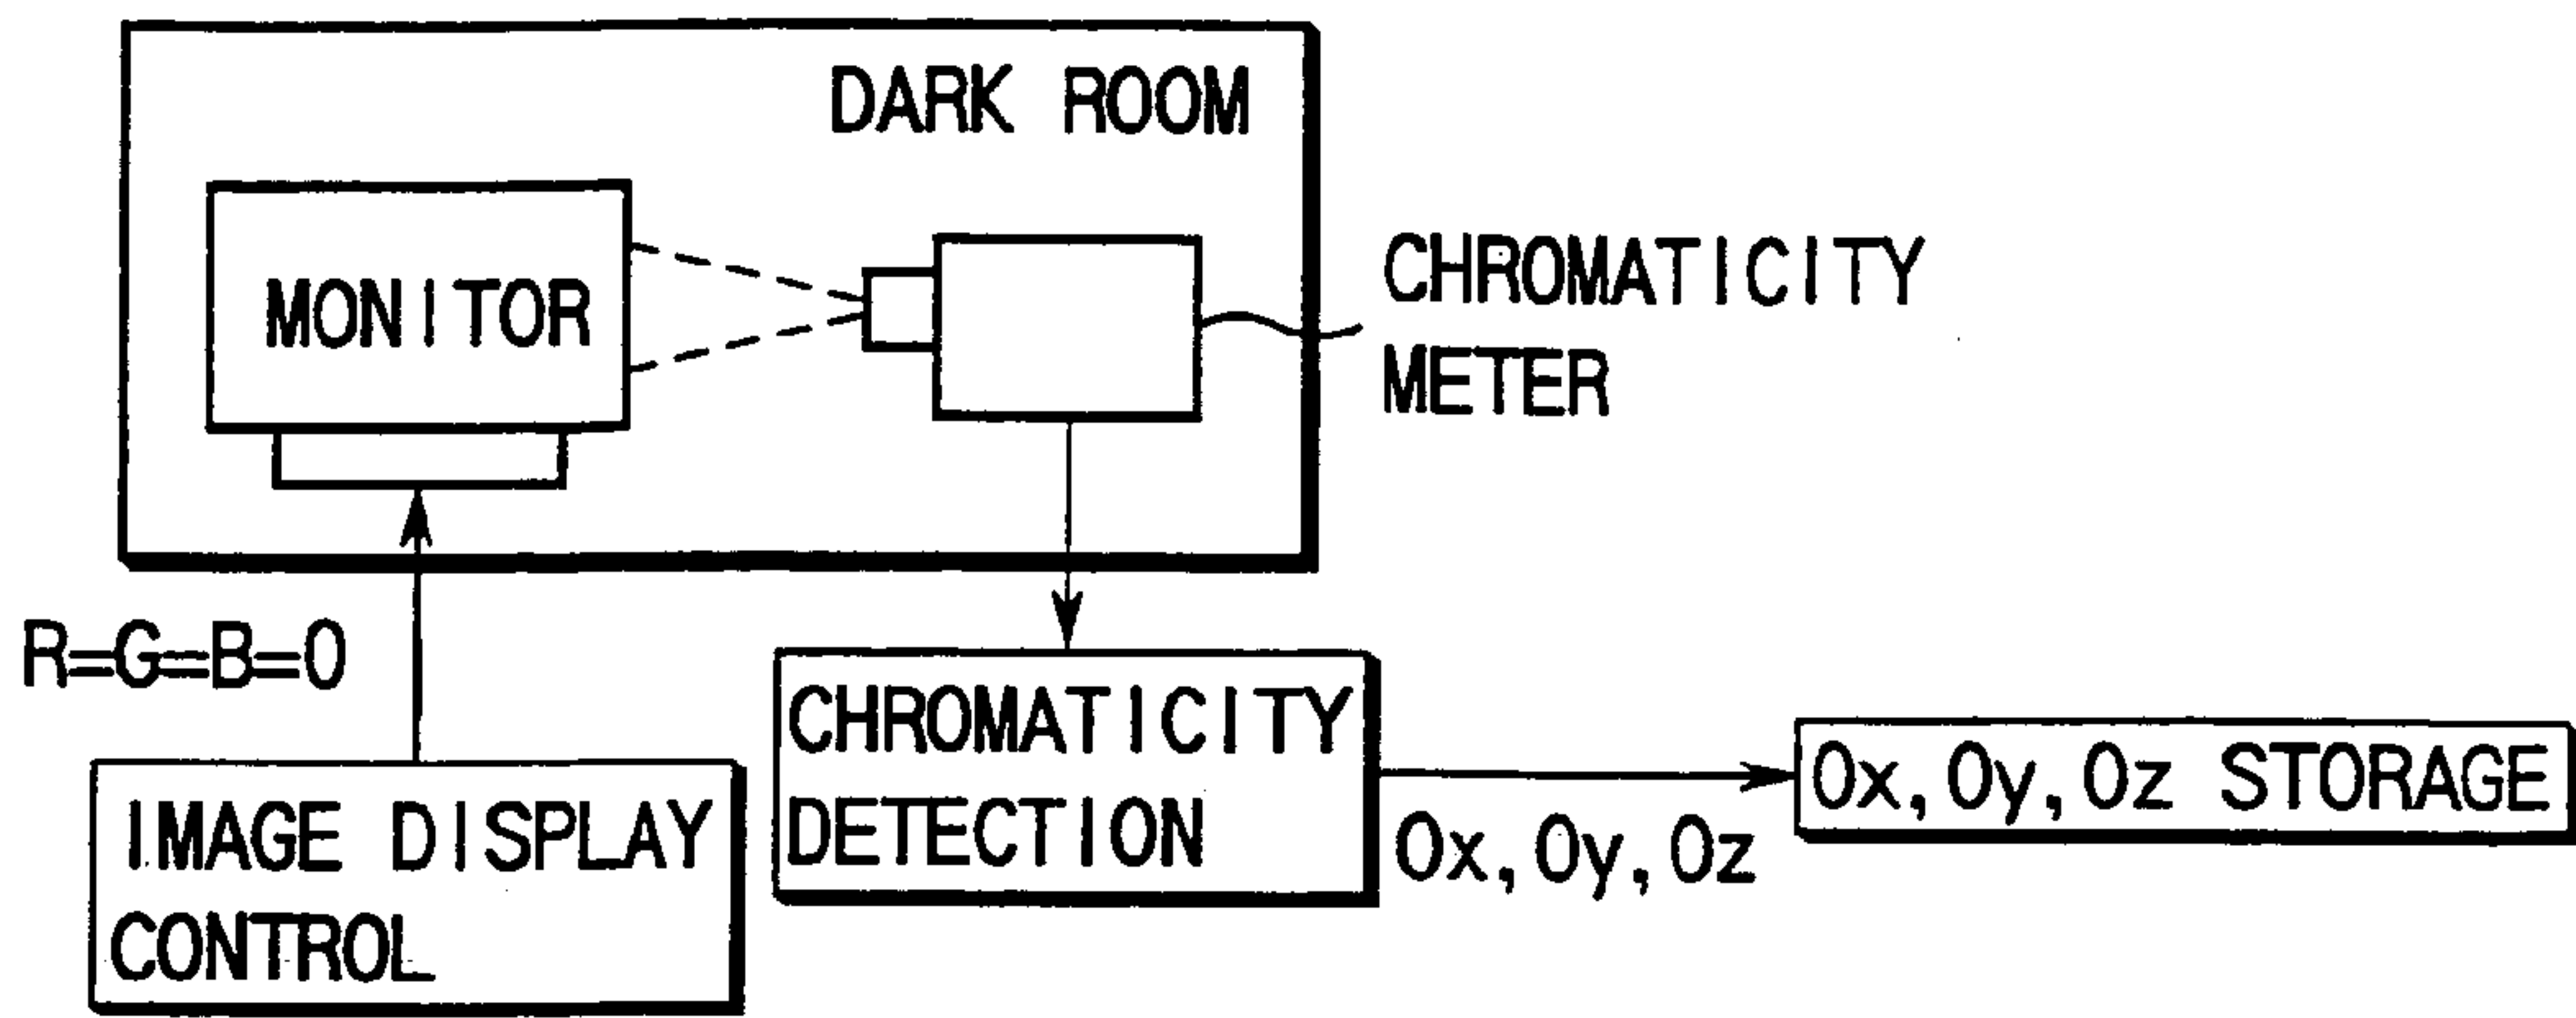 DARK ROOM
MONITOR
CHROMATICITY
METER
R=G=B=0
IMAGE DISPLAY
CONTROL
CHROMATICITY
DETECTION
0x, 0y, 0z
0x, 0y, 0z STORAGE